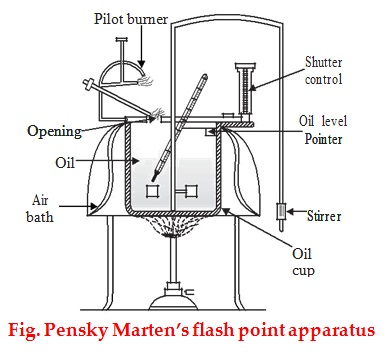 Pilot burner
Shutter
control
Opening
Oil level
Pointer
Oil
Air
bath
Stirrer
Oil
cup
Fig. Pensky Marten's flash point apparatus